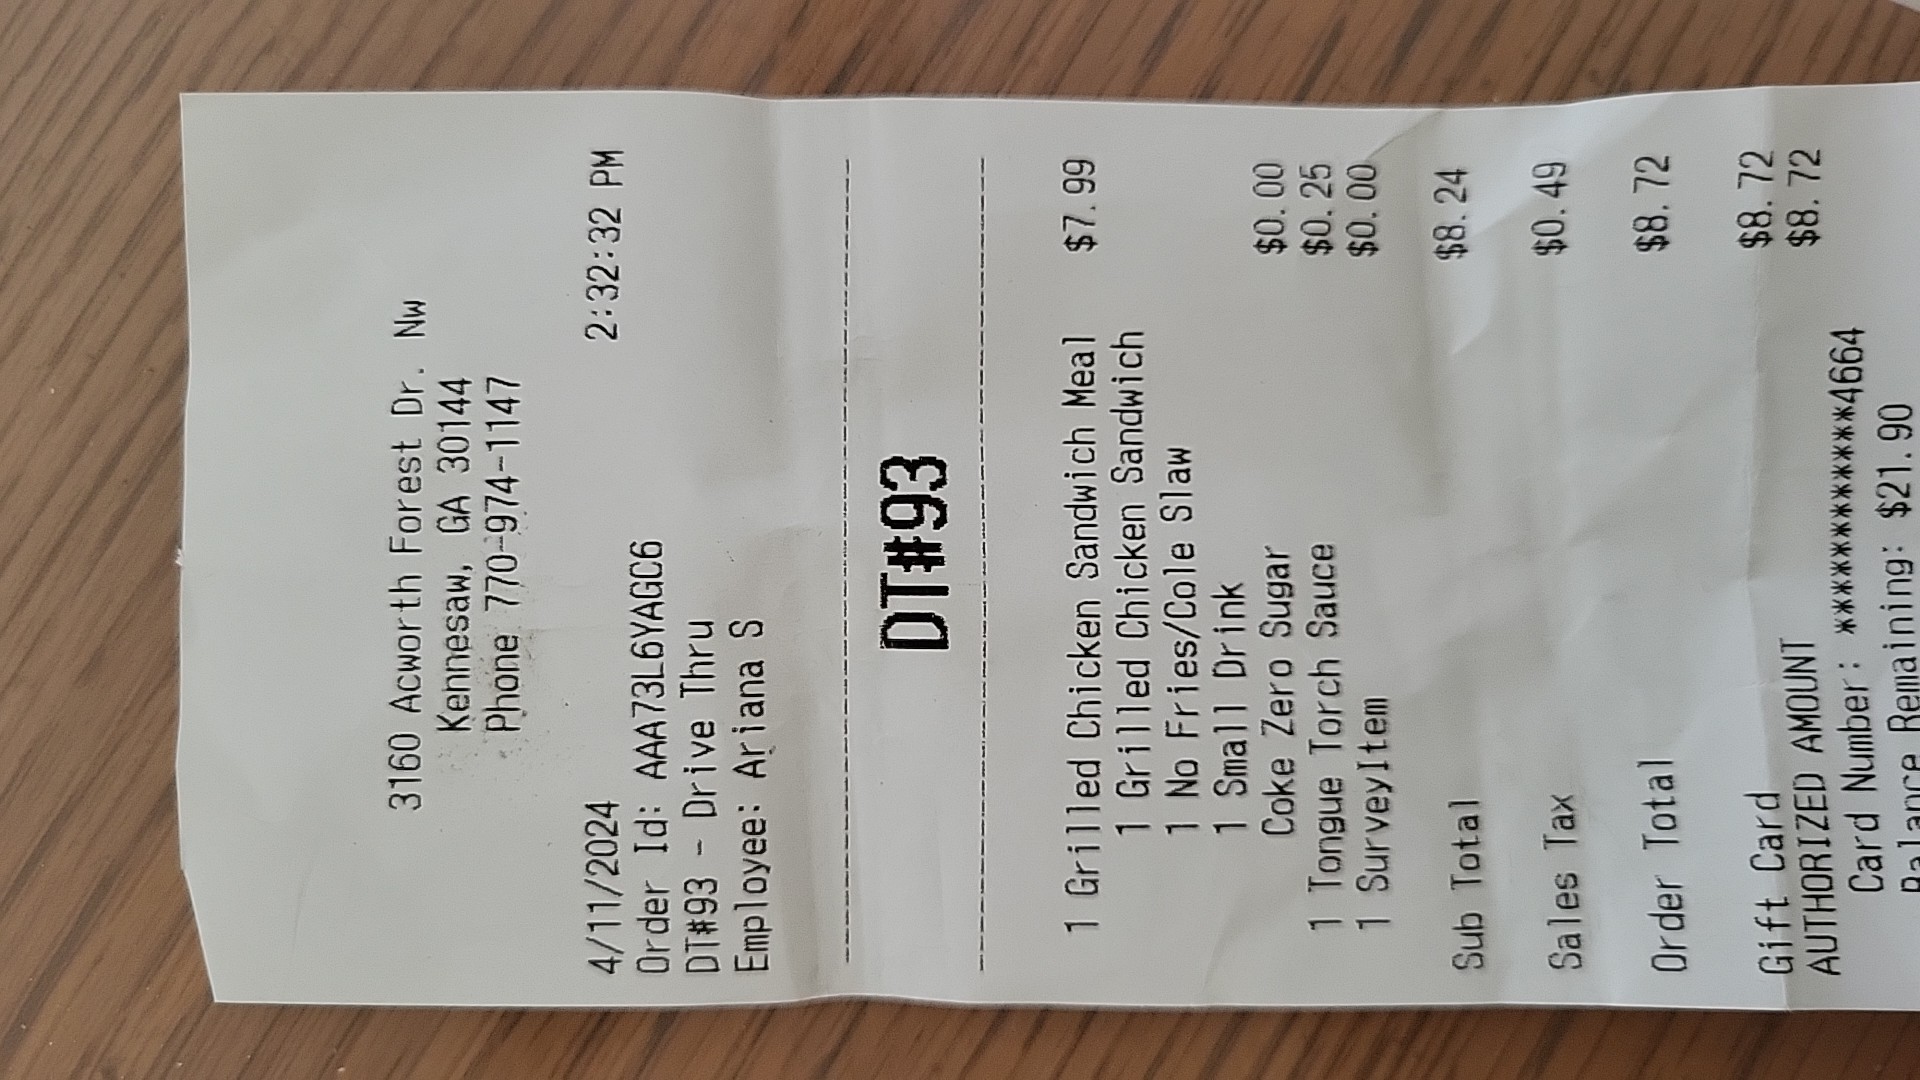 3160 Acworth Forest Dr. Nw
Kennesaw, GA 30144
Phone 770-974-1147
4/11/2024 2:32:32 PM
Order Id: AAA73L6YAGC6
DT#93 - Drive Thru
Employee: Ariana S
DT#93
1 Grilled Chicken Sandwich Meal $7.99
1 Grilled Chicken Sandwich
1 No Fries/Cole Slaw
1 Small Drink
Coke Zero Sugar $0.00
1 Tongue Torch Sauce $0.25
1 SurveyItem $0.00
Sub Total $8.24
Sales Tax $0.49
Order Total $8.72
Gift Card $8.72
AUTHORIZED AMOUNT $8.72
Card Number: ************4664
Balance Remaining: $21.90